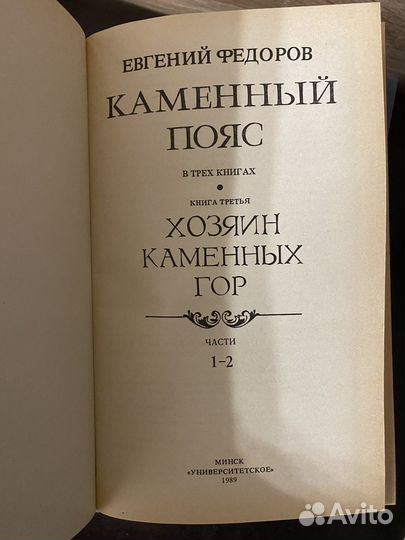 ЕВГЕНИЙ ФЕДОРОВ
КАМЕННЫЙ
ПОЯС
В ТРЕХ КНИГАХ
КНИГА ТРЕТЬЯ
ХОЗЯИН
КАМЕННЫХ
ГОР
ЧАСТИ
1–2
МИНСК
«УНИВЕРСИТЕТСКОЕ»
1989
Avito